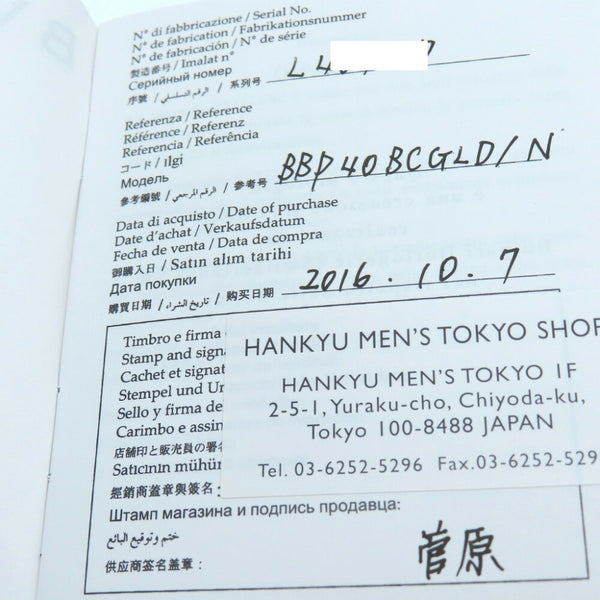 N° di fabbricazione / Serial No.
N° de fabrication / Fabrikationsnummer
N° de fabricación / N° de série
製造番号 / Imalat n°
Серийный номер
序號 / الرقم التسلسلي / 系列号
L4
Referenza / Reference
Référence / Referenz
Referencia / Referência
コード / ılgi
Модель
參考編號 / الرقم المرجعي / 参考号
BBP40BCGLD/N
Data di acquisto / Date of purchase
Date d'achat / Verkaufsdatum
Fecha de venta / Data de compra
御購入日 / Satın alım tarihi
Дата покупки
購買日期 / تاريخ الشراء / 购买日期
2016.10.7
Timbro e firma
Stamp and signa
Cachet et signat
Stempel und Un
Sello y firma de
Carimbo e assin
店舗印と販売員の署名
Satıcının mühür
經銷商蓋章與簽名:
Штамп магазина и подпись продавца:
ختم وتوقيع البائع
供应商签名盖章:
HANKYU MEN'S TOKYO SHOP
HANKYU MEN'S TOKYO 1F
2-5-1, Yuraku-cho, Chiyoda-ku,
Tokyo 100-8488 JAPAN
Tel. 03-6252-5296 Fax.03-6252-529
菅原